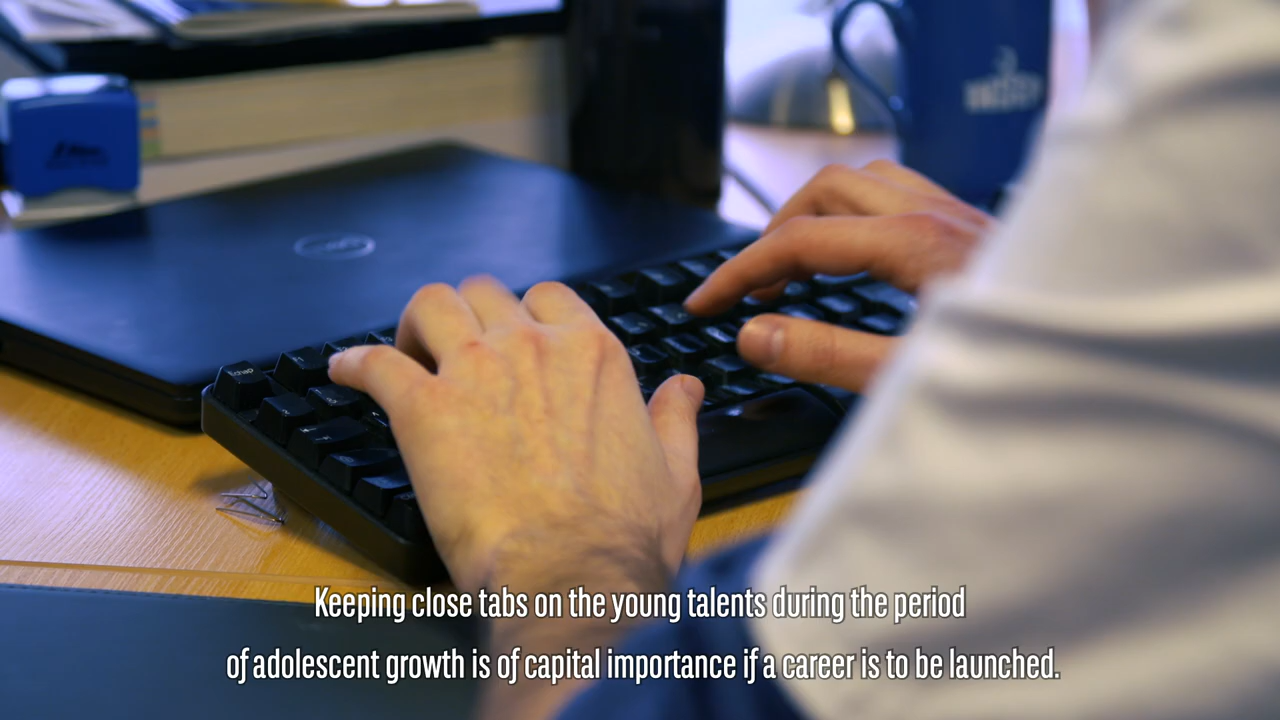 Echap
Keeping close tabs on the young talents during the period
of adolescent growth is of capital importance if a career is to be launched.